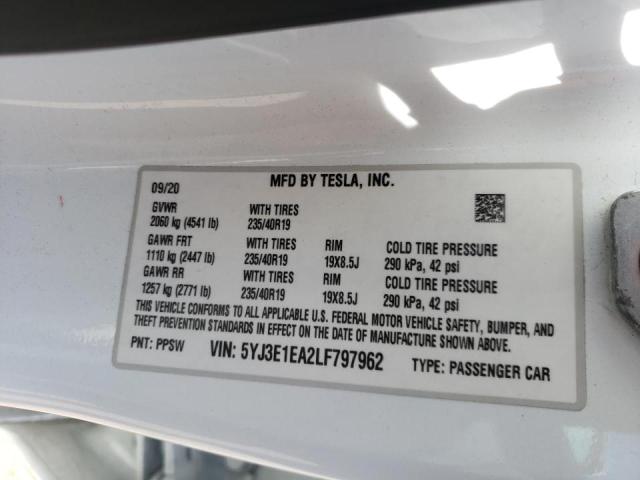 MFD BY TESLA, INC.
09/20
GVWR WITH TIRES
2060 kg (4541 lb) 235/40R19
GAWR FRT WITH TIRES RIM COLD TIRE PRESSURE
1110 kg (2447 lb) 235/40R19 19X8.5J 290 kPa, 42 psi
GAWR RR WITH TIRES RIM COLD TIRE PRESSURE
1257 kg (2771 lb) 235/40R19 19X8.5J 290 kPa, 42 psi
THIS VEHICLE CONFORMS TO ALL APPLICABLE U.S. FEDERAL MOTOR VEHICLE SAFETY, BUMPER, AND
THEFT PREVENTION STANDARDS IN EFFECT ON THE DATE OF MANUFACTURE SHOWN ABOVE.
PNT: PPSW VIN: 5YJ3E1EA2LF797962 TYPE: PASSENGER CAR